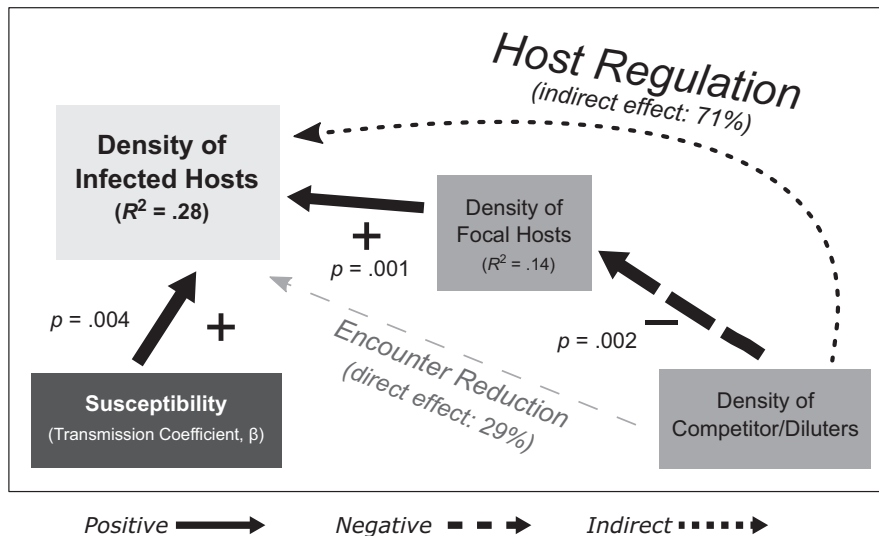 Host Regulation
(indirect effect: 71%)
Density of
Infected Hosts
(R² = .28)
Density of
Focal Hosts
(R² = .14)
+
p = .001
p = .004
+
−
p = .002
Encounter Reduction
(direct effect: 29%)
Susceptibility
(Transmission Coefficient, β)
Density of
Competitor/Diluters
Positive
Negative
Indirect